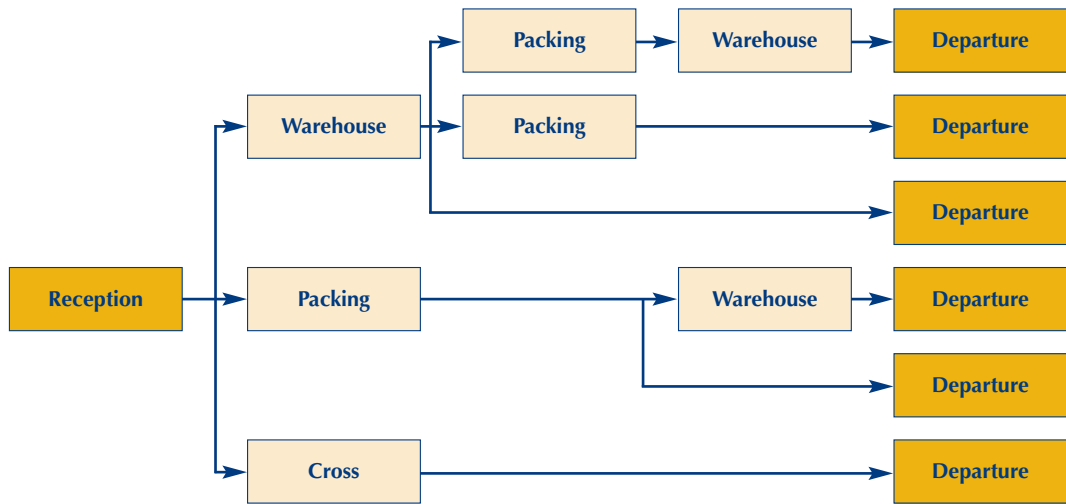 Packing
Warehouse
Departure
Warehouse
Packing
Departure
Departure
Reception
Packing
Warehouse
Departure
Departure
Cross
Departure